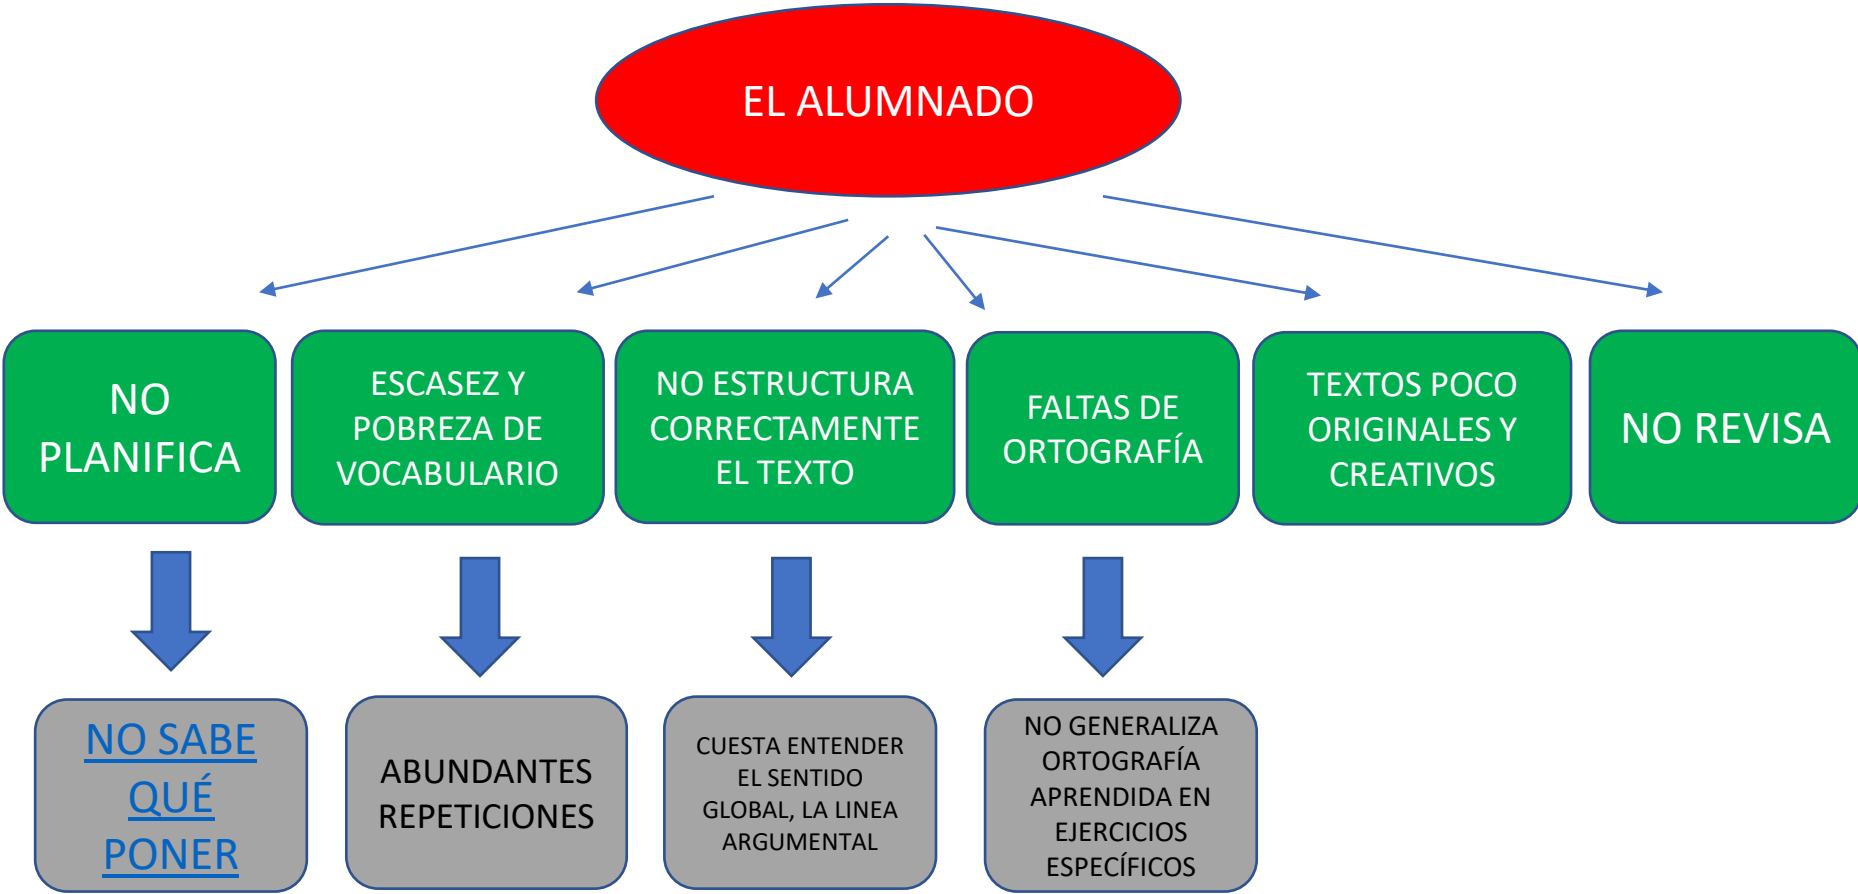 EL ALUMNADO
NO
PLANIFICA
ESCASEZ Y
POBREZA DE
VOCABULARIO
NO ESTRUCTURA
CORRECTAMENTE
EL TEXTO
FALTAS DE
ORTOGRAFÍA
TEXTOS POCO
ORIGINALES Y
CREATIVOS
NO REVISA
NO SABE
QUÉ
PONER
ABUNDANTES
REPETICIONES
CUESTA ENTENDER
EL SENTIDO
GLOBAL, LA LINEA
ARGUMENTAL
NO GENERALIZA
ORTOGRAFÍA
APRENDIDA EN
EJERCICIOS
ESPECÍFICOS